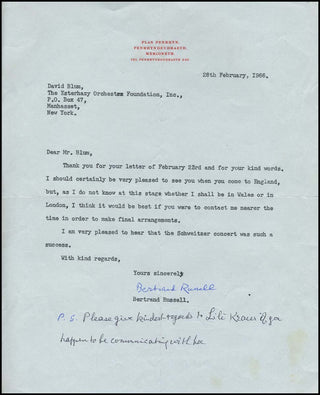 PLAS PENRHYN,
PENRHYNDEUDRAETH,
MERIONETH.
TEL PENRHYNDEUDRAETH
28th February, 1966.
David Blum,
The Esterhazy Orchestra Foundation, Inc.,
P.O. Box 47,
Manhasset,
New York.
Dear Mr. Blum,
Thank you for your letter of February 23rd and for your kind words.
I should certainly be very pleased to see you when you come to England,
but, as I do not know at this stage whether I shall be in Wales or in
London, I think it would be best if you were to contact me nearer the
time in order to make final arrangements.
I am very pleased to hear that the Schweitzer concert was such a
success.
With kind regards,
Yours sincerely
Bertrand Russell
Bertrand Russell.
P.S. Please give kindest regards to Lili Kraus if you
happen to be communicating with her